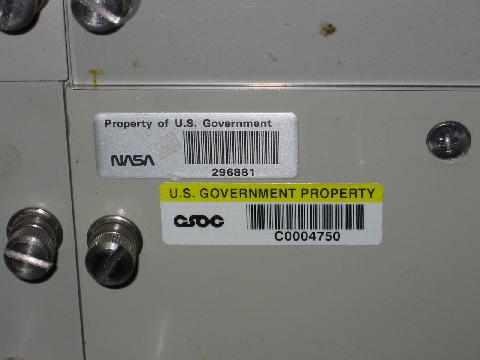 Property of U.S. Government
NASA
296881
U.S. GOVERNMENT PROPERTY
CSOC
C0004750